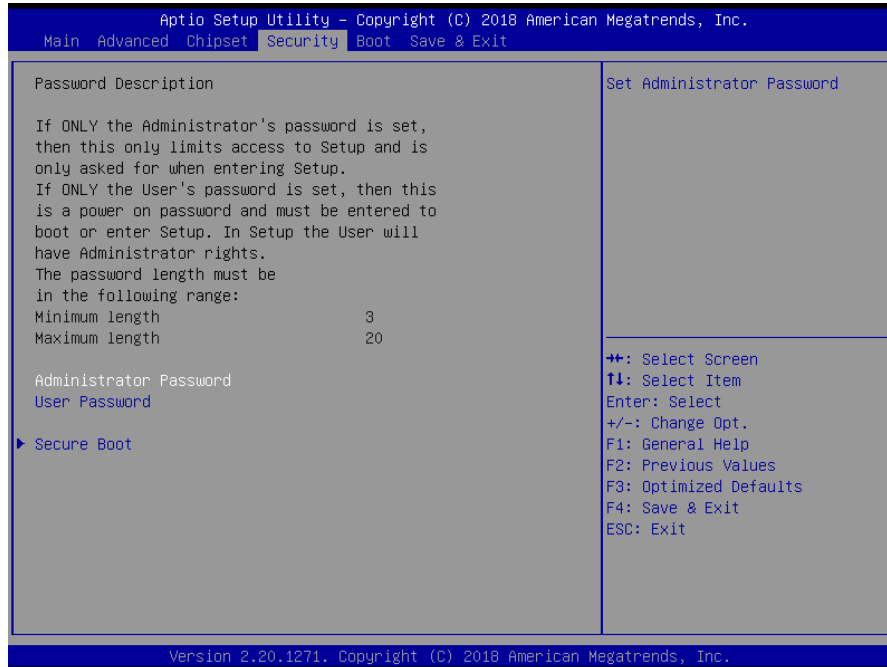 Aptio Setup Utility – Copyright (C) 2018 American Megatrends, Inc.
Main Advanced Chipset Security Boot Save & Exit
Password Description
If ONLY the Administrator's password is set,
then this only limits access to Setup and is
only asked for when entering Setup.
If ONLY the User's password is set, then this
is a power on password and must be entered to
boot or enter Setup. In Setup the User will
have Administrator rights.
The password length must be
in the following range:
Minimum length 3
Maximum length 20
Administrator Password
User Password
Secure Boot
Set Administrator Password
→←: Select Screen
↑↓: Select Item
Enter: Select
+/-: Change Opt.
F1: General Help
F2: Previous Values
F3: Optimized Defaults
F4: Save & Exit
ESC: Exit
Version 2.20.1271. Copyright (C) 2018 American Megatrends, Inc.